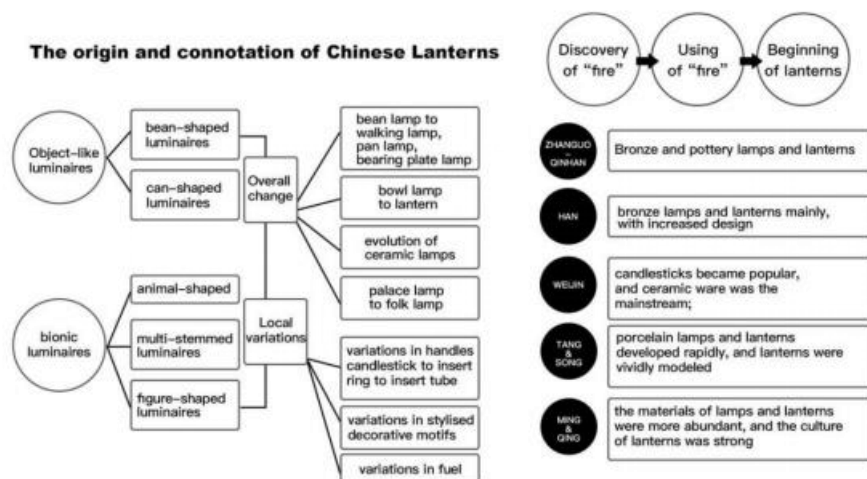 The origin and connotation of Chinese Lanterns
Object-like
luminaires
bean-shaped
luminaires
can-shaped
luminaires
bionic
luminaires
animal-shaped
multi-stemmed
luminaires
figure-shaped
luminaires
Overall
change
Local
variations
bean lamp to
walking lamp,
pan lamp,
bearing plate lamp
bowl lamp
to lantern
evolution of
ceramic lamps
palace lamp
to folk lamp
variations in handles
candlestick to insert
ring to insert tube
variations in stylised
decorative motifs
variations in fuel
Discovery
of "fire"
Using
of "fire"
Beginning
of lanterns
ZHANGUO
-
QINHAN
Bronze and pottery lamps and lanterns
HAN
bronze lamps and lanterns mainly,
with increased design
WEIJIN
candlesticks became popular,
and ceramic ware was the
mainstream;
TANG
&
SONG
porcelain lamps and lanterns
developed rapidly, and lanterns were
vividly modeled
MING
&
QING
the materials of lamps and lanterns
were more abundant, and the culture
of lanterns was strong